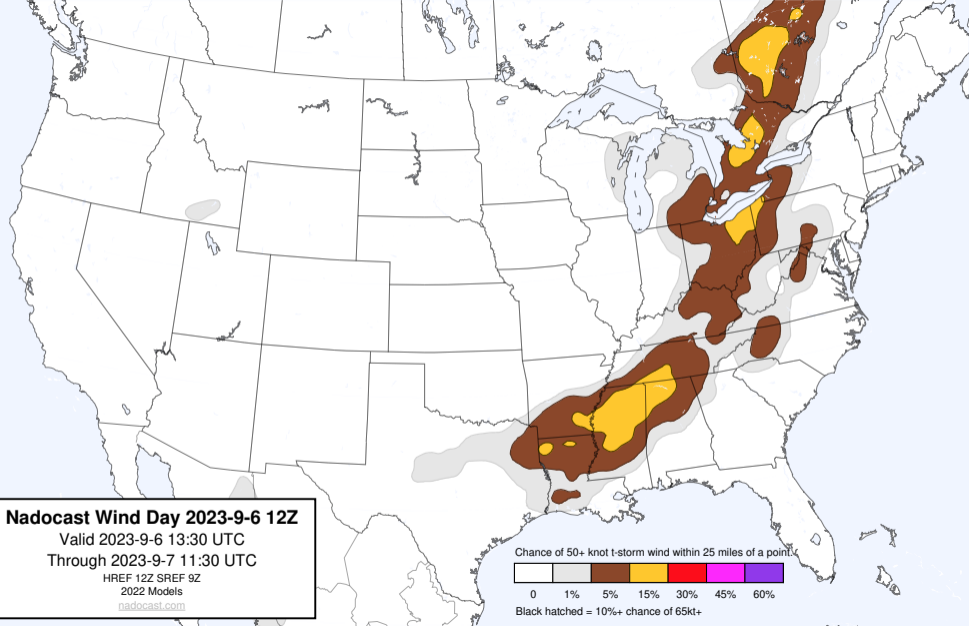 Nadocast Wind Day 2023-9-6 12Z
Valid 2023-9-6 13:30 UTC
Through 2023-9-7 11:30 UTC
HREF 12Z SREF 9Z
2022 Models
nadocast.com
Chance of 50+ knot t-storm wind within 25 miles of a point.
0 1% 5% 15% 30% 45% 60%
Black hatched = 10%+ chance of 65kt+